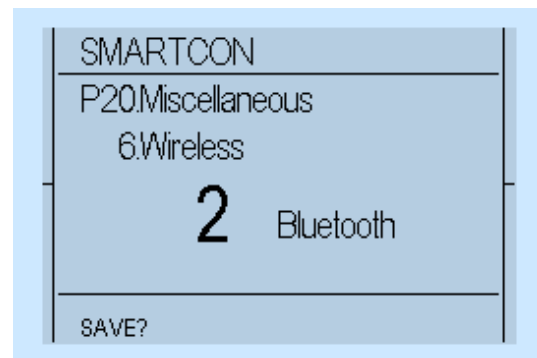 SMARTCON
P20.Miscellaneous
6.Wireless
2 Bluetooth
SAVE?